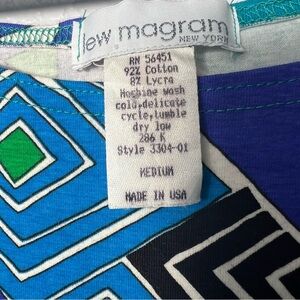 lew magram
NEW YORK
RN 56451
92% Cotton
8% Lycra
Machine wash
cold,delicate
cycle,tumble
dry low
286 K
Style 3304-01
MEDIUM
MADE IN USA